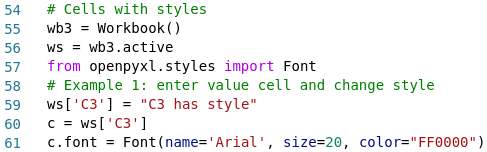 54 # Cells with styles
55 wb3 = Workbook()
56 ws = wb3.active
57 from openpyxl.styles import Font
58 # Example 1: enter value cell and change style
59 ws['C3'] = "C3 has style"
60 c = ws['C3']
61 c.font = Font(name='Arial', size=20, color="FF0000")